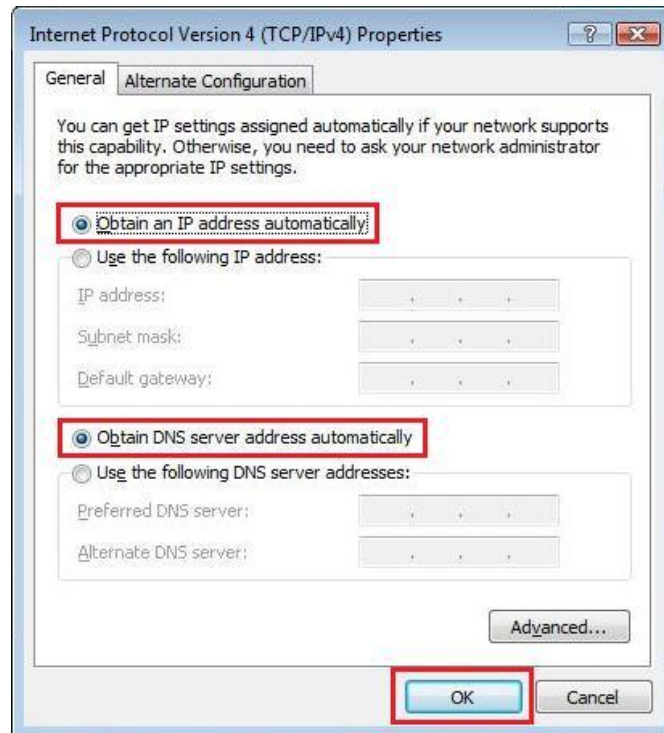 Internet Protocol Version 4 (TCP/IPv4) Properties
General
Alternate Configuration
You can get IP settings assigned automatically if your network supports
this capability. Otherwise, you need to ask your network administrator
for the appropriate IP settings.
Obtain an IP address automatically
Use the following IP address:
IP address:
Subnet mask:
Default gateway:
Obtain DNS server address automatically
Use the following DNS server addresses:
Preferred DNS server:
Alternate DNS server:
Advanced...
OK
Cancel